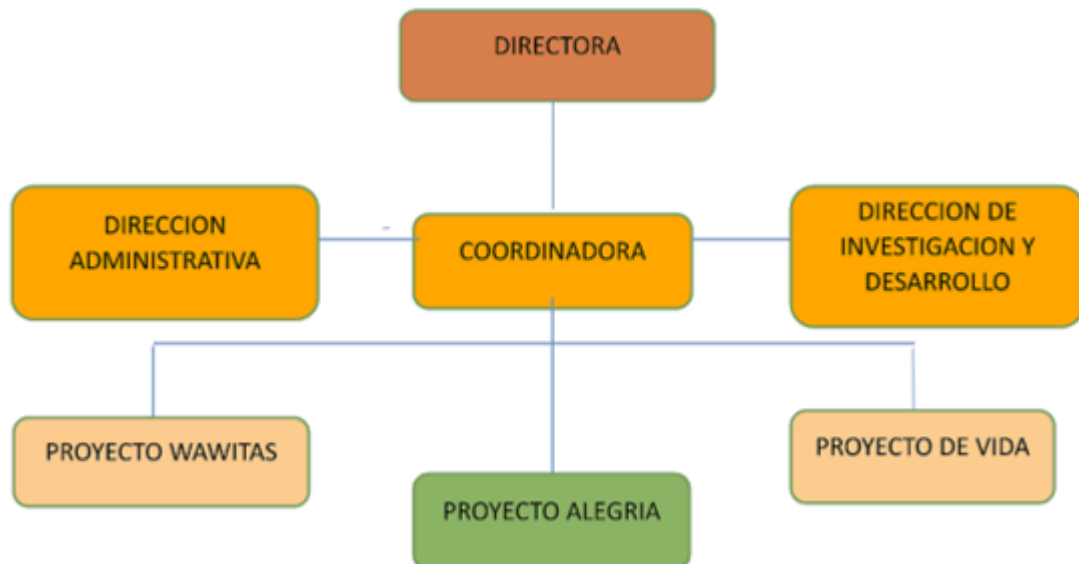 DIRECTORA
DIRECCION
ADMINISTRATIVA
COORDINADORA
DIRECCION DE
INVESTIGACION Y
DESARROLLO
PROYECTO WAWITAS
PROYECTO ALEGRIA
PROYECTO DE VIDA